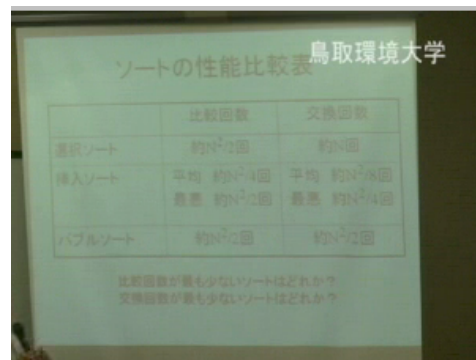 鳥取環境大学
ソートの性能比較表
比較回数 交換回数
選択ソート 約N²/2回 約N回
挿入ソート 平均 約N²/4回 平均 約N²/8回
最悪 約N²/2回 最悪 約N²/4回
バブルソート 約N²/2回 約N²/2回
比較回数が最も少ないソートはどれか？
交換回数が最も少ないソートはどれか？